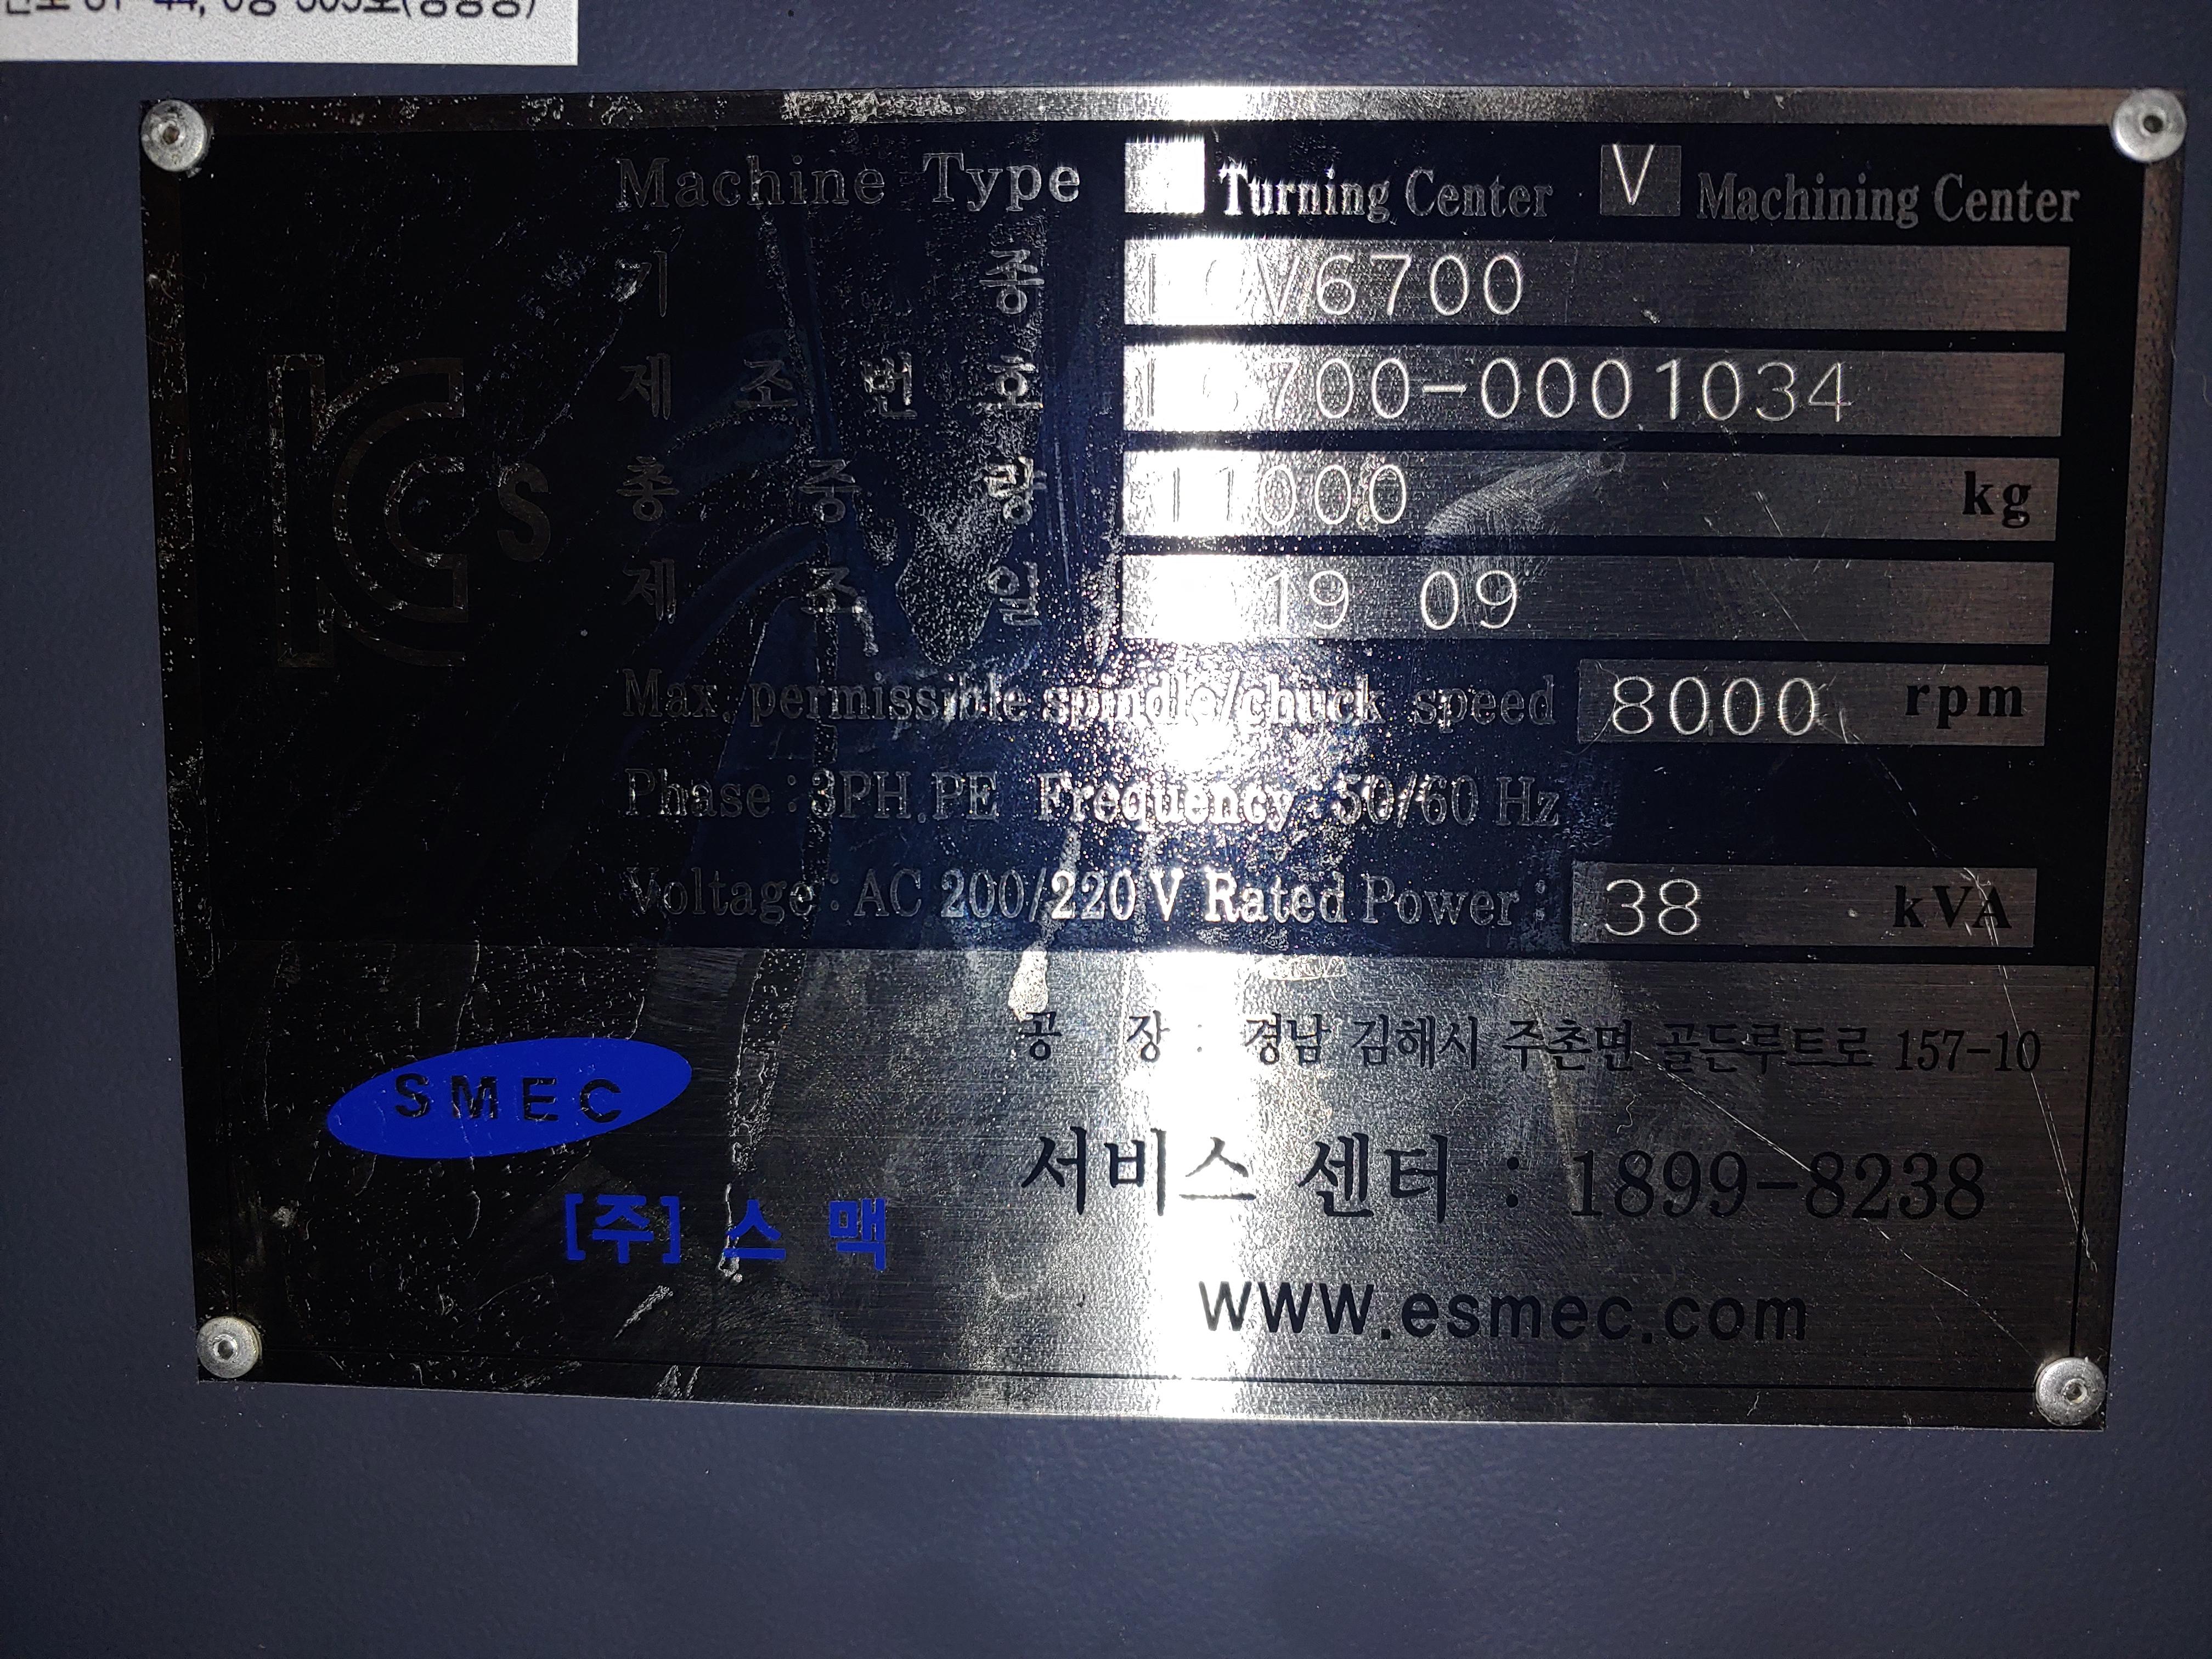 Machine Type Turning Center V Machining Center
기 종 V6700
제 조 번 호 700-0001034
총 중 량 11000 kg
제 조 일 19 09
Max. permissible spindle/chuck speed 8000 rpm
Phase : 3PH.PE Frequency : 50/60 Hz
Voltage : AC 200/220 V Rated Power : 38 kVA
공 장 : 경남 김해시 주촌면 골든루트로 157-10
SMEC
서비스 센터 : 1899-8238
[주] 스 맥
www.esmec.com